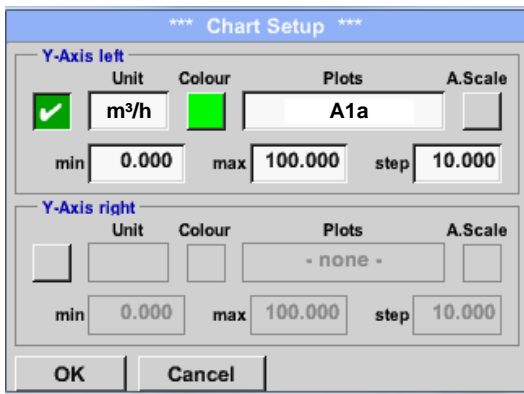 *** Chart Setup ***
Y-Axis left
Unit Colour Plots A.Scale
m³/h A1a
min 0.000 max 100.000 step 10.000
Y-Axis right
Unit Colour Plots A.Scale
- none -
min 0.000 max 100.000 step 10.000
OK Cancel